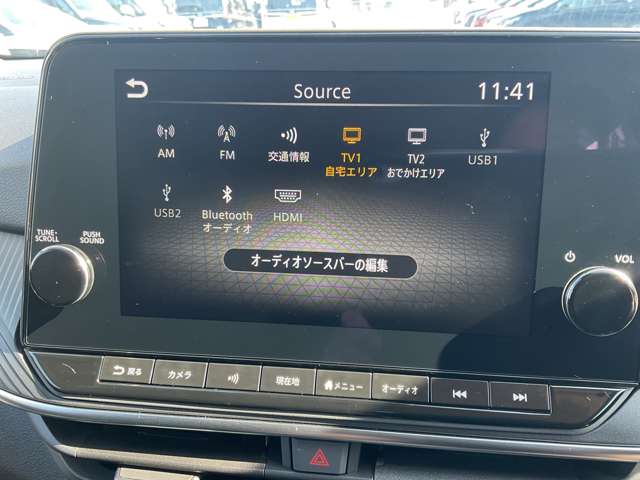 Source
11:41
AM
FM
交通情報
TV1
自宅エリア
TV2
おでかけエリア
USB1
USB2
Bluetooth
オーディオ
HDMI
オーディオソースバーの編集
TUNE・
SCROLL
PUSH
SOUND
VOL
戻る
カメラ
現在地
メニュー
オーディオ